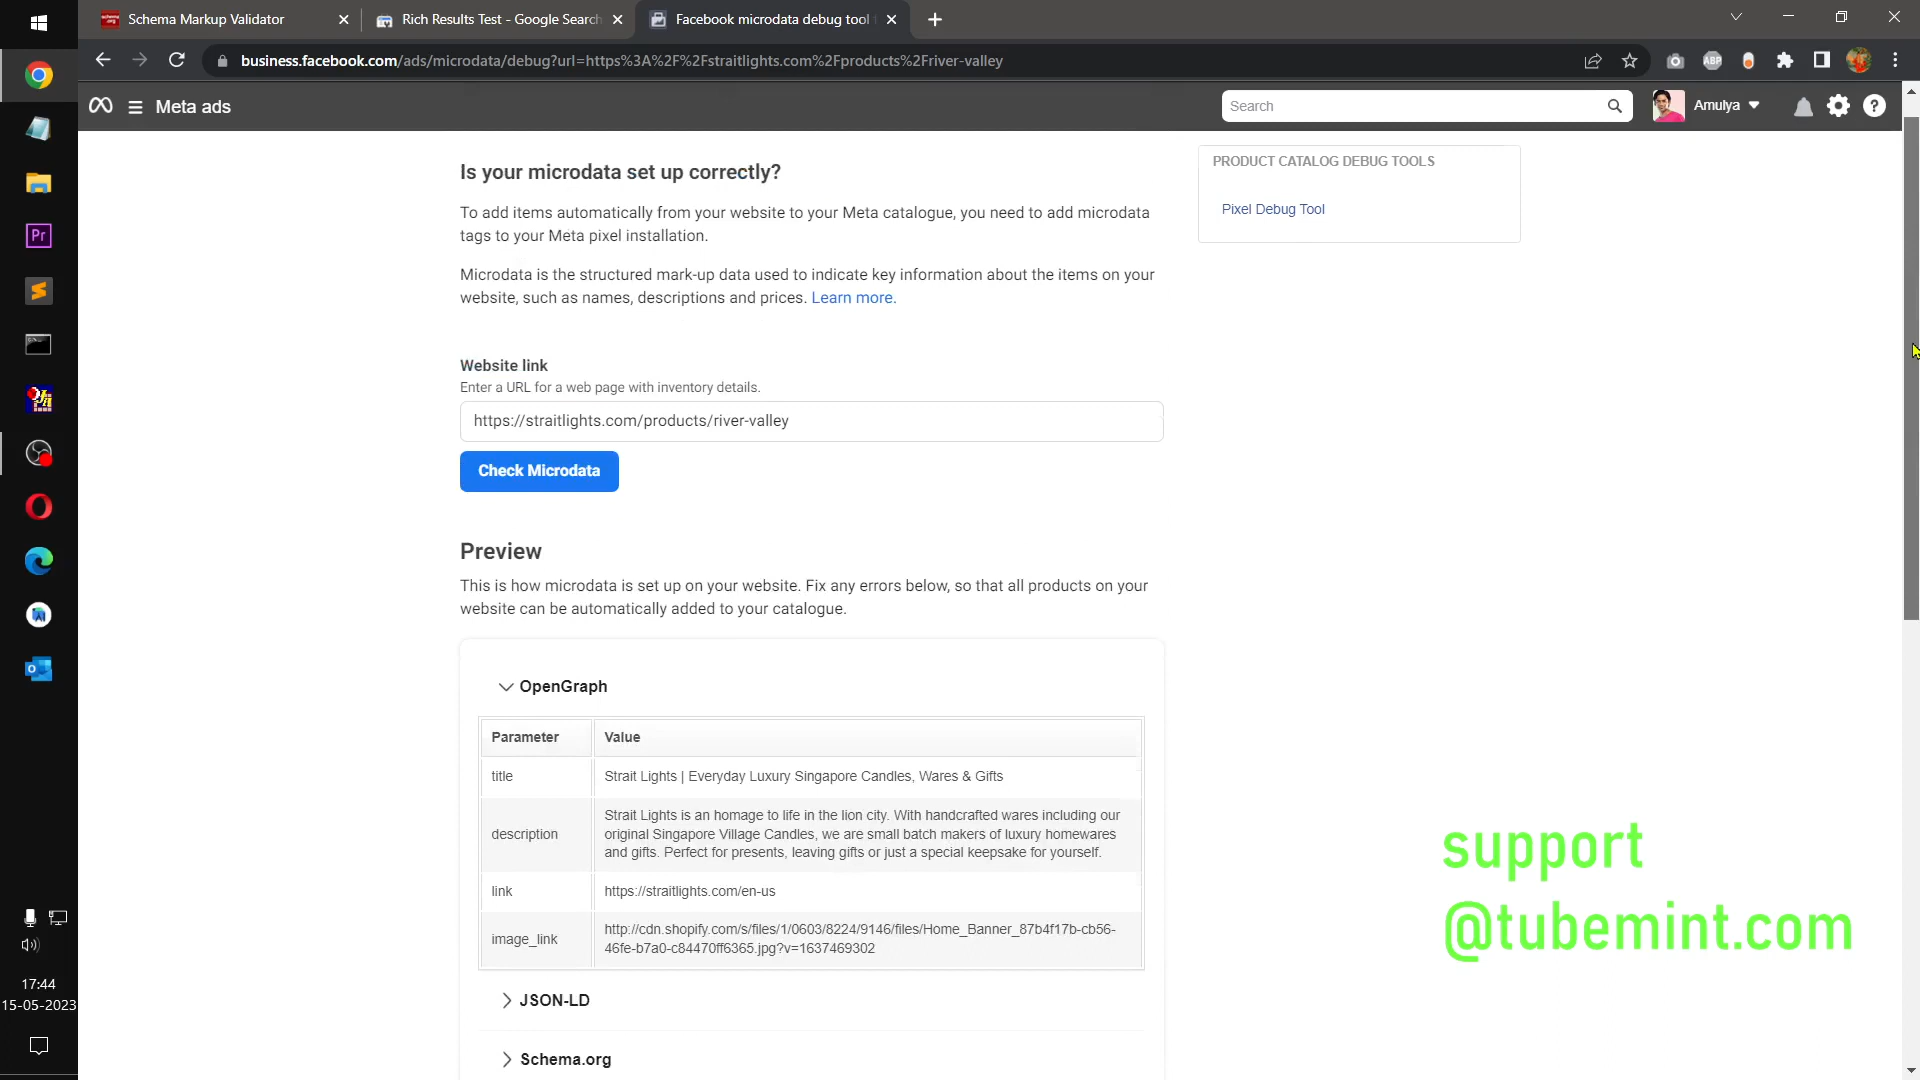 Schema Markup Validator
Rich Results Test - Google Search
Facebook microdata debug tool
business.facebook.com/ads/microdata/debug?url=https%3A%2F%2Fstraitlights.com%2Fproducts%2Friver-valley
ABP
Meta ads
Search
Amulya
Is your microdata set up correctly?
To add items automatically from your website to your Meta catalogue, you need to add microdata
tags to your Meta pixel installation.
Microdata is the structured mark-up data used to indicate key information about the items on your
website, such as names, descriptions and prices. Learn more.
PRODUCT CATALOG DEBUG TOOLS
Pixel Debug Tool
Website link
Enter a URL for a web page with inventory details.
https://straitlights.com/products/river-valley
Check Microdata
Preview
This is how microdata is set up on your website. Fix any errors below, so that all products on your
website can be automatically added to your catalogue.
OpenGraph
Parameter Value
title Strait Lights | Everyday Luxury Singapore Candles, Wares & Gifts
description Strait Lights is an homage to life in the lion city. With handcrafted wares including our
original Singapore Village Candles, we are small batch makers of luxury homewares
and gifts. Perfect for presents, leaving gifts or just a special keepsake for yourself.
link https://straitlights.com/en-us
image_link http://cdn.shopify.com/s/files/1/0603/8224/9146/files/Home_Banner_87b4f17b-cb56-
46fe-b7a0-c84470ff6365.jpg?v=1637469302
JSON-LD
Schema.org
support
@tubemint.com
Pr
17:44
15-05-2023